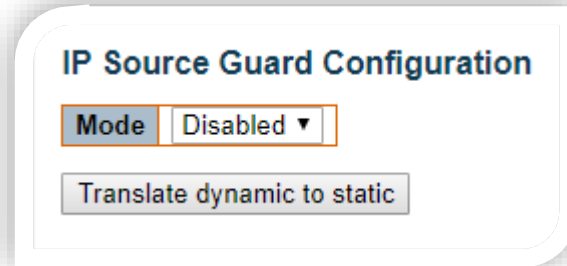 IP Source Guard Configuration
Mode Disabled
Translate dynamic to static